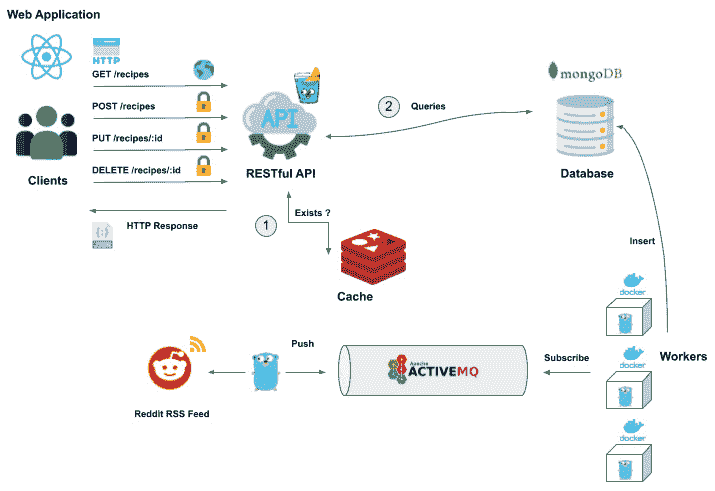 Web Application
HTTP
GET /recipes
POST /recipes
PUT /recipes/:id
DELETE /recipes/:id
Clients
HTTP Response
{;}
API
RESTful API
1
Exists ?
Cache
2
Queries
mongoDB
Database
Insert
docker
Workers
docker
docker
Subscribe
Apache
ACTIVEMQ
Push
Reddit RSS Feed